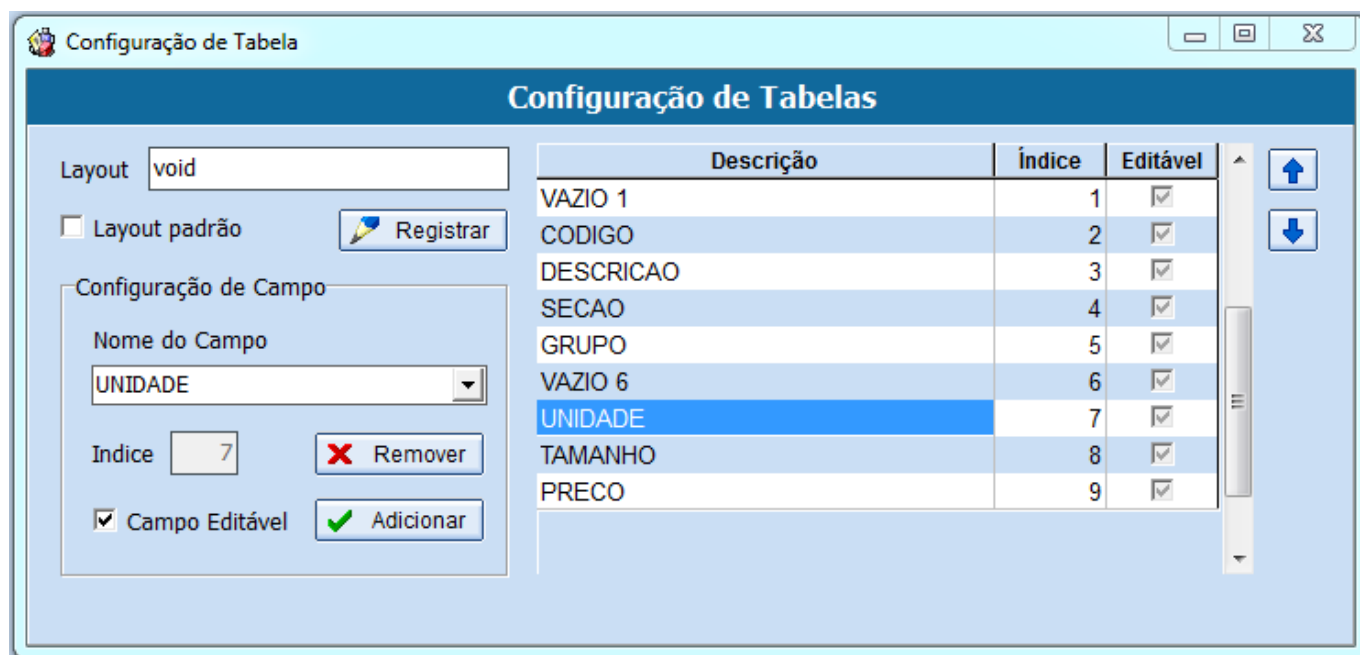 Configuração de Tabela
Configuração de Tabelas
Layout void
Layout padrão
Registrar
Configuração de Campo
Nome do Campo
UNIDADE
Indice 7
Remover
Campo Editável
Adicionar
Descrição Índice Editável
VAZIO 1 1
CODIGO 2
DESCRICAO 3
SECAO 4
GRUPO 5
VAZIO 6 6
UNIDADE 7
TAMANHO 8
PRECO 9